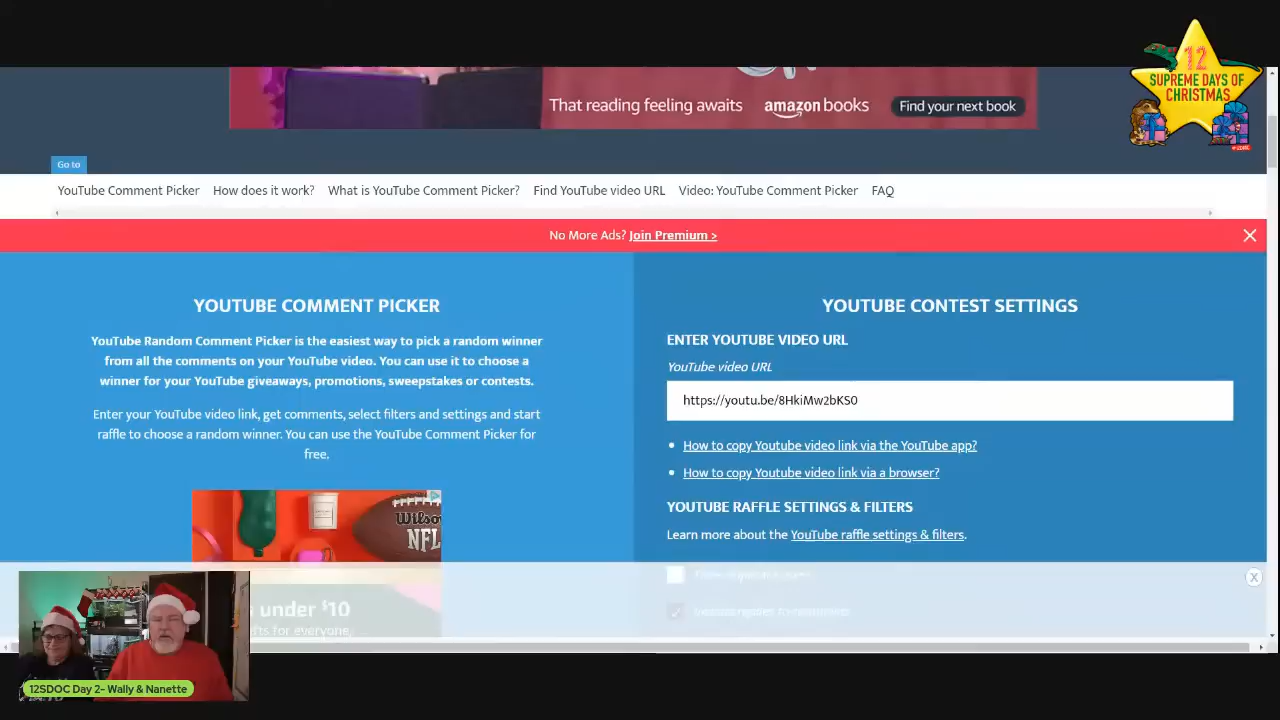 12
SUPREME DAYS OF
CHRISTMAS
That reading feeling awaits
amazon books
Find your next book
Go to
YouTube Comment Picker
How does it work?
What is YouTube Comment Picker?
Find YouTube video URL
Video: YouTube Comment Picker
FAQ
No More Ads? Join Premium >
YOUTUBE COMMENT PICKER
YouTube Random Comment Picker is the easiest way to pick a random winner
from all the comments on your YouTube video. You can use it to choose a
winner for your YouTube giveaways, promotions, sweepstakes or contests.
Enter your YouTube video link, get comments, select filters and settings and start
raffle to choose a random winner. You can use the YouTube Comment Picker for
free.
Wilson
NFL
under $10
for everyone,
YOUTUBE CONTEST SETTINGS
ENTER YOUTUBE VIDEO URL
YouTube video URL
https://youtu.be/8HkiMw2bKS0
How to copy Youtube video link via the YouTube app?
How to copy Youtube video link via a browser?
YOUTUBE RAFFLE SETTINGS & FILTERS
Learn more about the YouTube raffle settings & filters.
X
12SDOC Day 2- Wally & Nanette